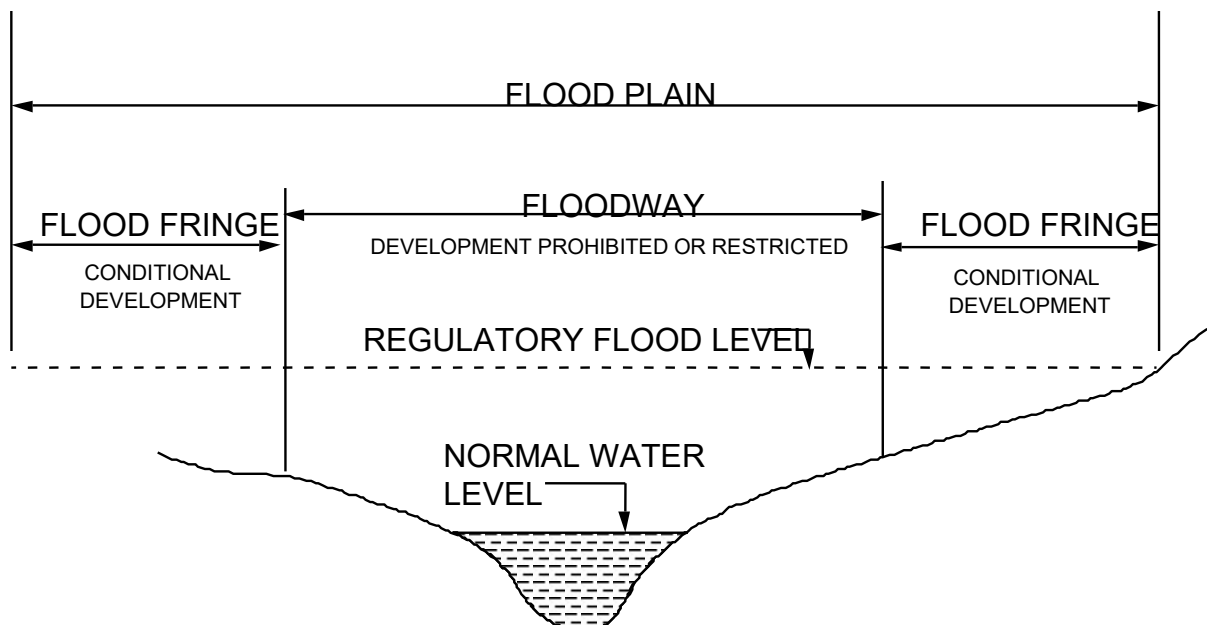 FLOOD PLAIN
FLOODWAY
FLOOD FRINGE
FLOOD FRINGE
DEVELOPMENT PROHIBITED OR RESTRICTED
CONDITIONAL
DEVELOPMENT
CONDITIONAL
DEVELOPMENT
REGULATORY FLOOD LEVEL
NORMAL WATER
LEVEL